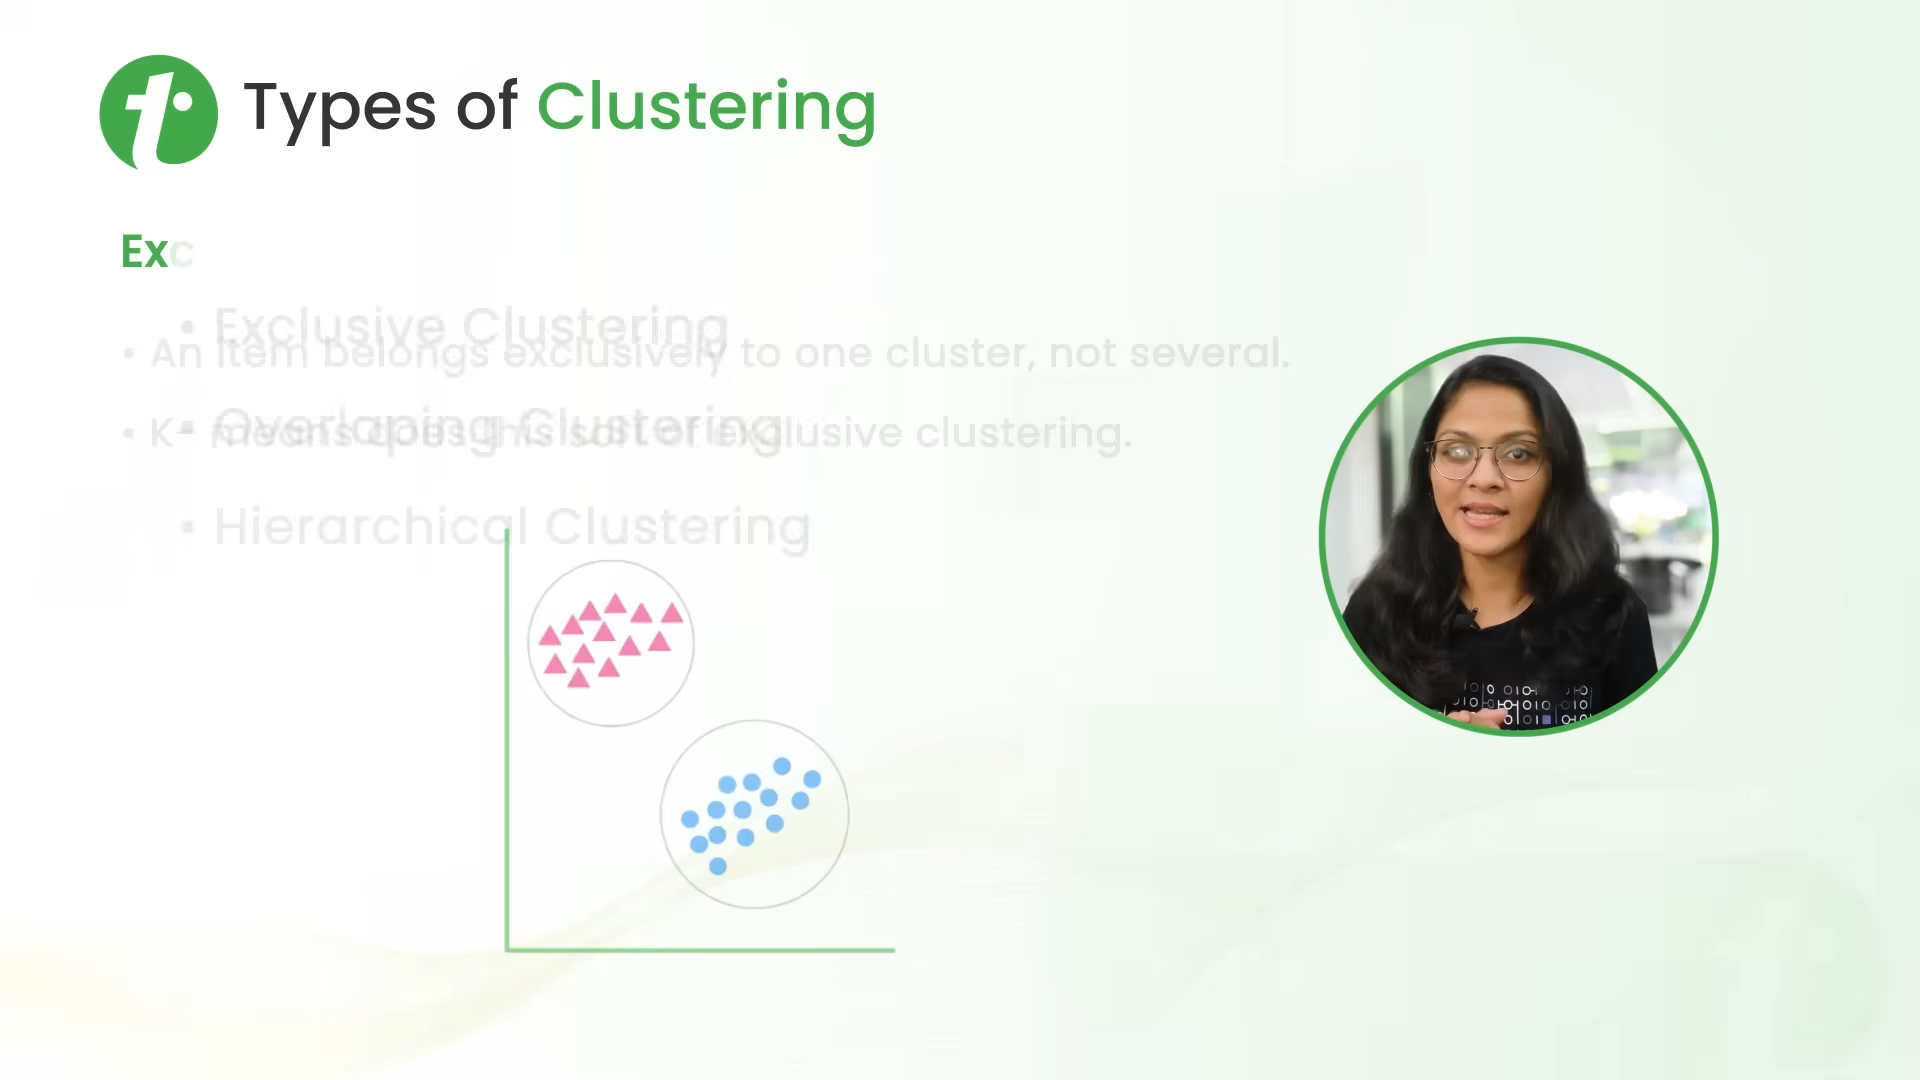 Types of Clustering
Exc
• Exclusive Clustering
• An item belongs exclusively to one cluster, not several.
• Overlaping Clustering
• K- means does this sort of exclusive clustering.
• Hierarchical Clustering